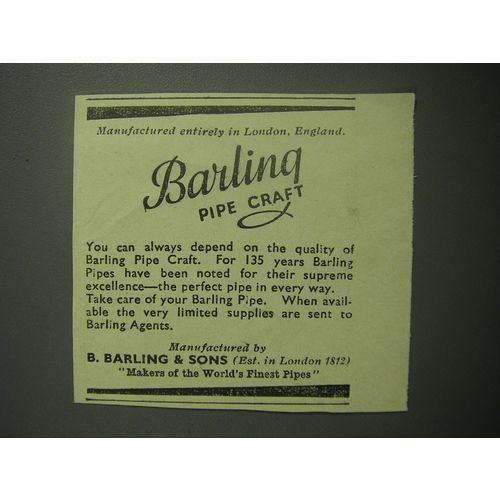 Manufactured entirely in London, England.
Barling
PIPE CRAFT
You can always depend on the quality of
Barling Pipe Craft. For 135 years Barling
Pipes have been noted for their supreme
excellence—the perfect pipe in every way.
Take care of your Barling Pipe. When avail-
able the very limited supplies are sent to
Barling Agents.
Manufactured by
B. BARLING & SONS (Est. in London 1812)
"Makers of the World's Finest Pipes"